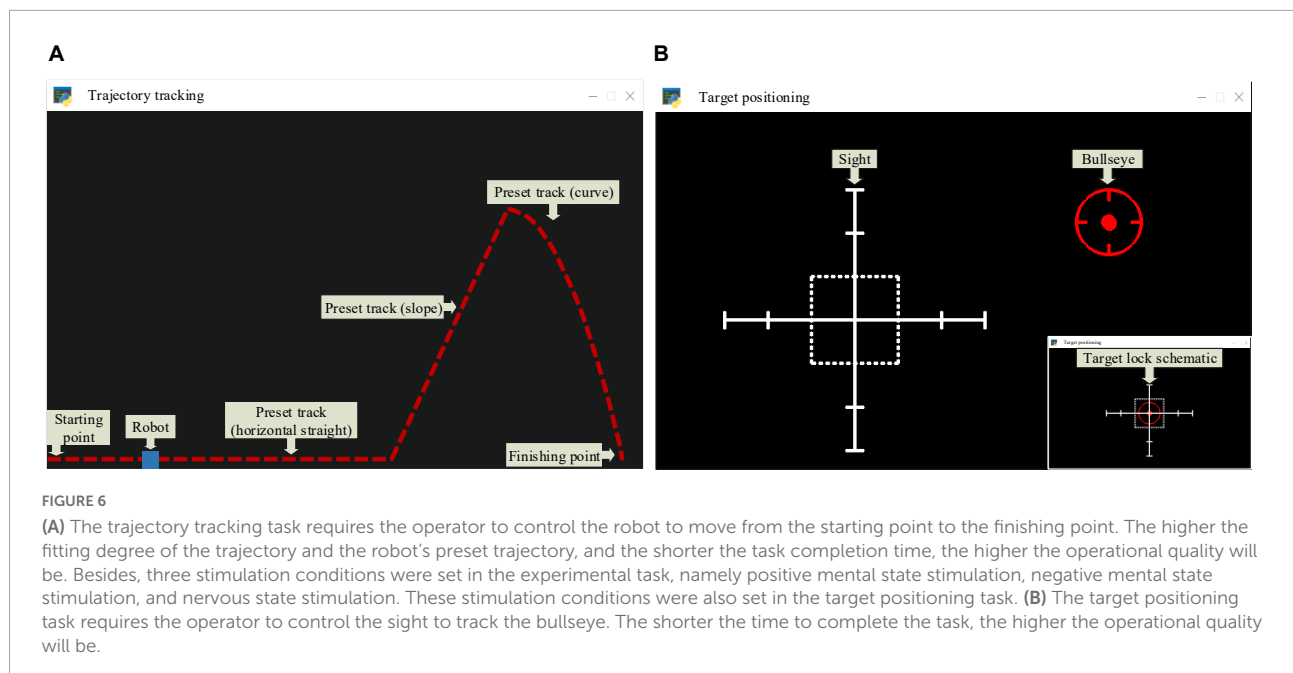 A
Trajectory tracking
Preset track (curve)
Preset track (slope)
Starting
point
Robot
Preset track
(horizontal straight)
Finishing point
B
Target positioning
Sight
Bullseye
Target positioning
Target lock schematic
FIGURE 6
(A) The trajectory tracking task requires the operator to control the robot to move from the starting point to the finishing point. The higher the
fitting degree of the trajectory and the robot's preset trajectory, and the shorter the task completion time, the higher the operational quality will
be. Besides, three stimulation conditions were set in the experimental task, namely positive mental state stimulation, negative mental state
stimulation, and nervous state stimulation. These stimulation conditions were also set in the target positioning task. (B) The target positioning
task requires the operator to control the sight to track the bullseye. The shorter the time to complete the task, the higher the operational quality
will be.